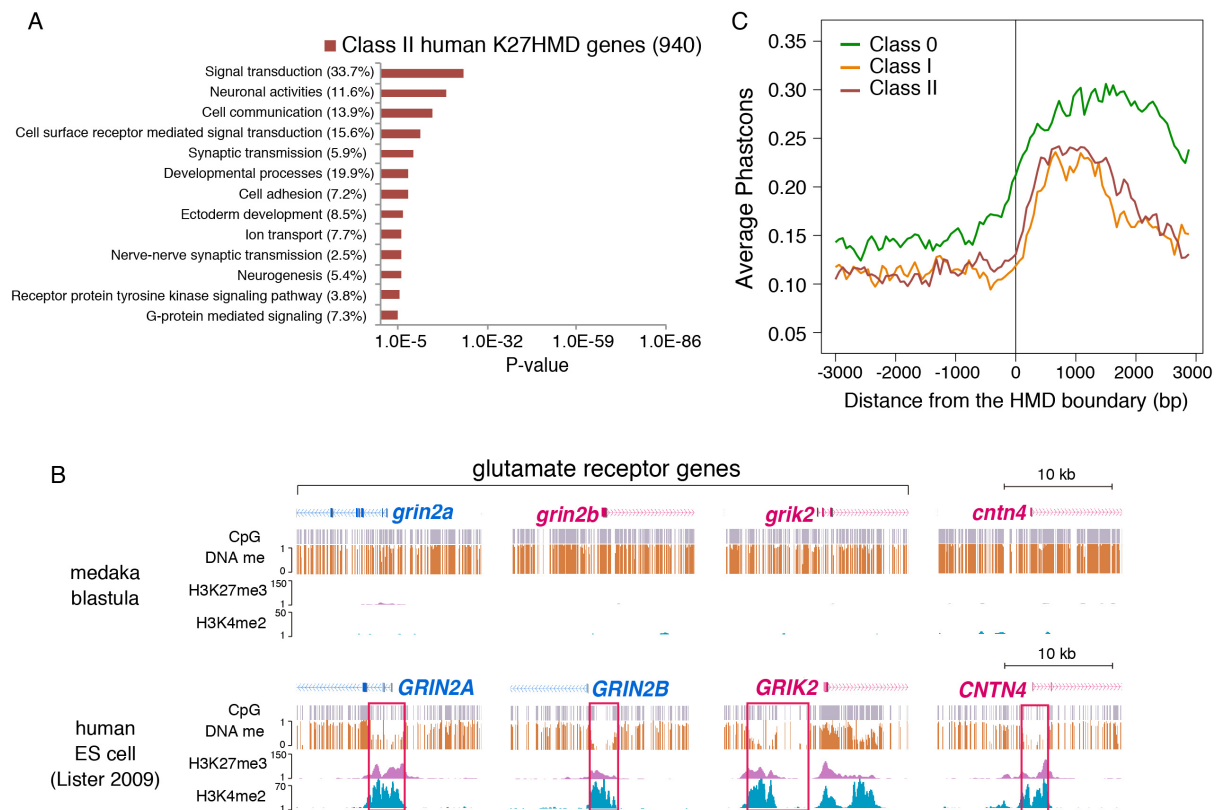 A
Class II human K27HMD genes (940)
Signal transduction (33.7%)
Neuronal activities (11.6%)
Cell communication (13.9%)
Cell surface receptor mediated signal transduction (15.6%)
Synaptic transmission (5.9%)
Developmental processes (19.9%)
Cell adhesion (7.2%)
Ectoderm development (8.5%)
Ion transport (7.7%)
Nerve-nerve synaptic transmission (2.5%)
Neurogenesis (5.4%)
Receptor protein tyrosine kinase signaling pathway (3.8%)
G-protein mediated signaling (7.3%)
1.0E-5 1.0E-32 1.0E-59 1.0E-86
P-value
C
Class 0
Class I
Class II
Average Phastcons
0.35
0.30
0.25
0.20
0.15
0.10
0.05
-3000 -2000 -1000 0 1000 2000 3000
Distance from the HMD boundary (bp)
B
glutamate receptor genes
10 kb
grin2a grin2b grik2 cntn4
medaka
blastula
CpG
DNA me
1
0
H3K27me3
150
1
H3K4me2
50
1
10 kb
GRIN2A GRIN2B GRIK2 CNTN4
human
ES cell
(Lister 2009)
CpG
DNA me
1
0
H3K27me3
150
1
H3K4me2
70
1